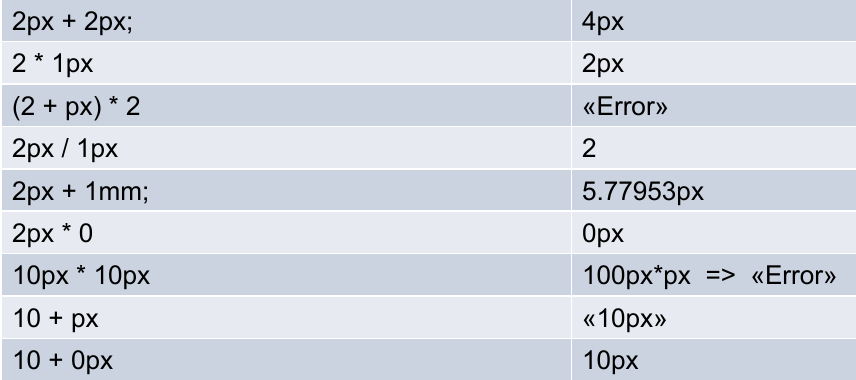 2px + 2px; 4px
2 * 1px 2px
(2 + px) * 2 «Error»
2px / 1px 2
2px + 1mm; 5.77953px
2px * 0 0px
10px * 10px 100px*px => «Error»
10 + px «10px»
10 + 0px 10px